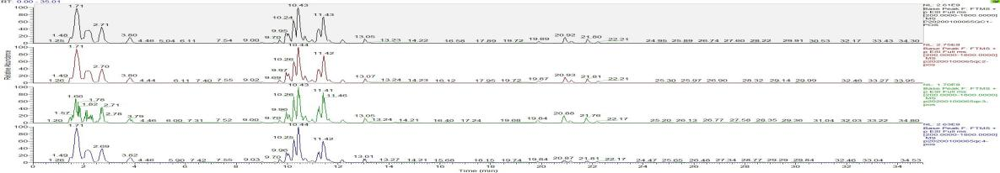 RT: 0.00 - 35.01
1.71 10.43
1.48 2.71 3.80 10.24 11.43
1.25 4.46 5.04 6.11 7.54 9.00 9.70 9.95 13.05 13.23 14.22 16.58 17.89 19.72 19.89 20.92 21.80 22.21 24.95 25.89 26.74 27.60 28.22 29.91 30.53 33.43 34.30
NL: 2.61E9
Base Peak F: FTMS +
p ESI Full ms
[200.0000-1800.0000]
MS
POS
1.71 10.44
1.49 2.70 3.80 11.42
1.26 4.44 6.11 7.40 7.55 9.02 9.69 13.07 13.24 14.23 16.12 17.95 19.72 19.87 20.93 21.81 22.21 25.30 25.97 26.90 28.32 29.14 29.99 32.46 33.27 33.95
NL: 2.75E9
Base Peak F: FTMS +
p ESI Full ms
[200.0000-1800.0000]
MS
pos
10.43
1.66 1.76 10.26 11.41 11.46
1.57 1.82 2.71 2.78 3.79 9.96
1.20 4.46 6.00 7.31 7.52 9.00 9.70 13.05 13.24 14.21 16.40 17.24 19.84 20.88 21.76 22.17 25.20 26.13 26.77 27.58 28.35 29.36 31.04 32.03 33.22 34.80
NL: 1.70E9
Base Peak F: FTMS +
p ESI Full ms
[200.0000-1800.0000]
MS
pos
1.71 10.44
1.49 2.69 3.82 10.25 11.42
1.26 4.46 5.90 7.42 7.55 9.03 9.70 9.96 13.01 13.27 14.21 15.68 18.15 19.74 19.84 20.87 21.81 22.17 24.47 25.65 26.48 27.34 28.77 29.29 29.84 32.46 33.04 34.53
NL: 2.63E9
Base Peak F: FTMS +
p ESI Full ms
[200.0000-1800.0000]
MS
pos
Relative Abundance
0 2 4 6 8 10 12 14 16 18 20 22 24 26 28 30 32 34
Time (min)